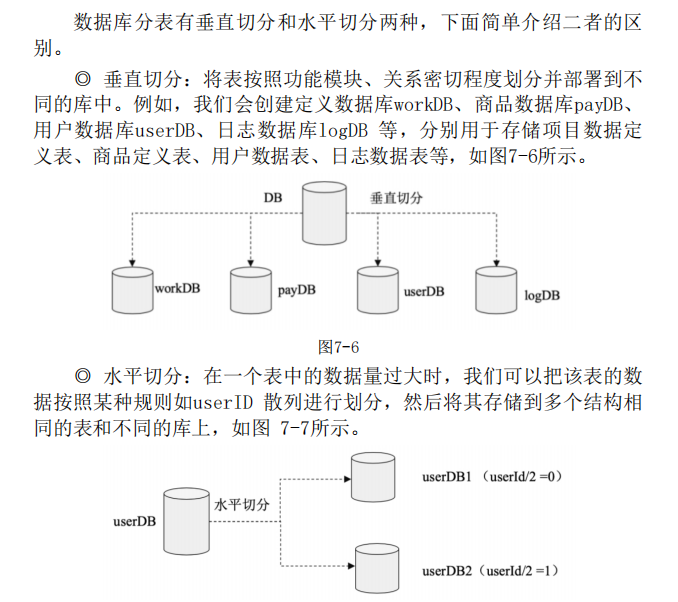 数据库分表有垂直切分和水平切分两种，下面简单介绍二者的区
别。
◎ 垂直切分：将表按照功能模块、关系密切程度划分并部署到不
同的库中。例如，我们会创建定义数据库workDB、商品数据库payDB、
用户数据库userDB、日志数据库logDB 等，分别用于存储项目数据定
义表、商品定义表、用户数据表、日志数据表等，如图7-6所示。
DB 垂直切分
workDB payDB userDB logDB
图7-6
◎ 水平切分：在一个表中的数据量过大时，我们可以把该表的数
据按照某种规则如userID 散列进行划分，然后将其存储到多个结构相
同的表和不同的库上，如图 7-7所示。
userDB1 （userId/2 =0）
水平切分
userDB
userDB2（userId/2 =1）